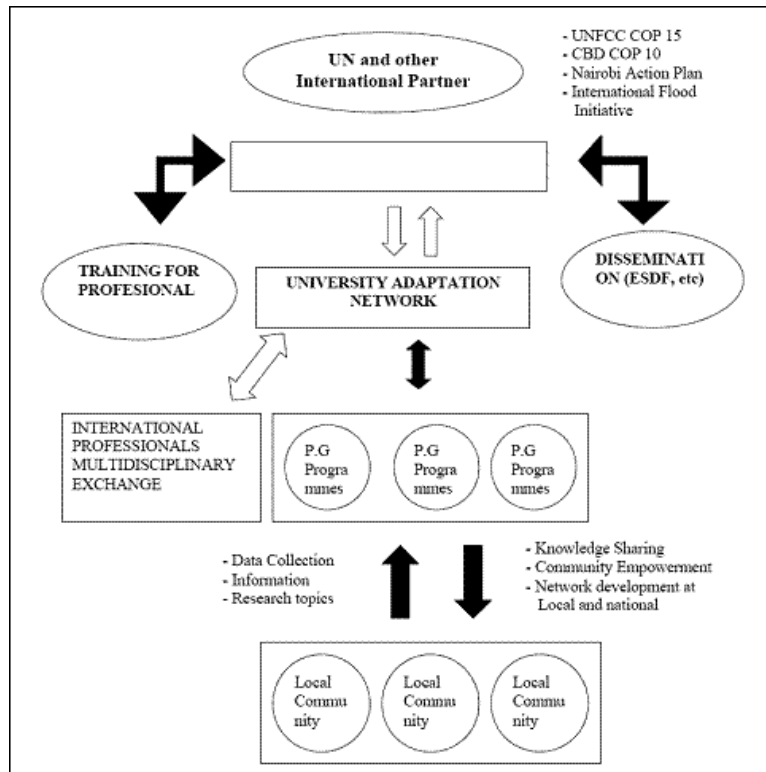 UN and other
International Partner
- UNFCC COP 15
- CBD COP 10
- Nairobi Action Plan
- International Flood
Initiative
TRAINING FOR
PROFESIONAL
UNIVERSITY ADAPTATION
NETWORK
DISSEMINATI
ON (ESDF, etc)
INTERNATIONAL
PROFESSIONALS
MULTIDISCIPLINARY
EXCHANGE
P.G
Progra
mmes
P.G
Progra
mmes
P.G
Progra
mmes
- Data Collection
- Information
- Research topics
- Knowledge Sharing
- Community Empowerment
- Network development at
Local and national
Local
Commu
nity
Local
Commu
nity
Local
Commu
nity